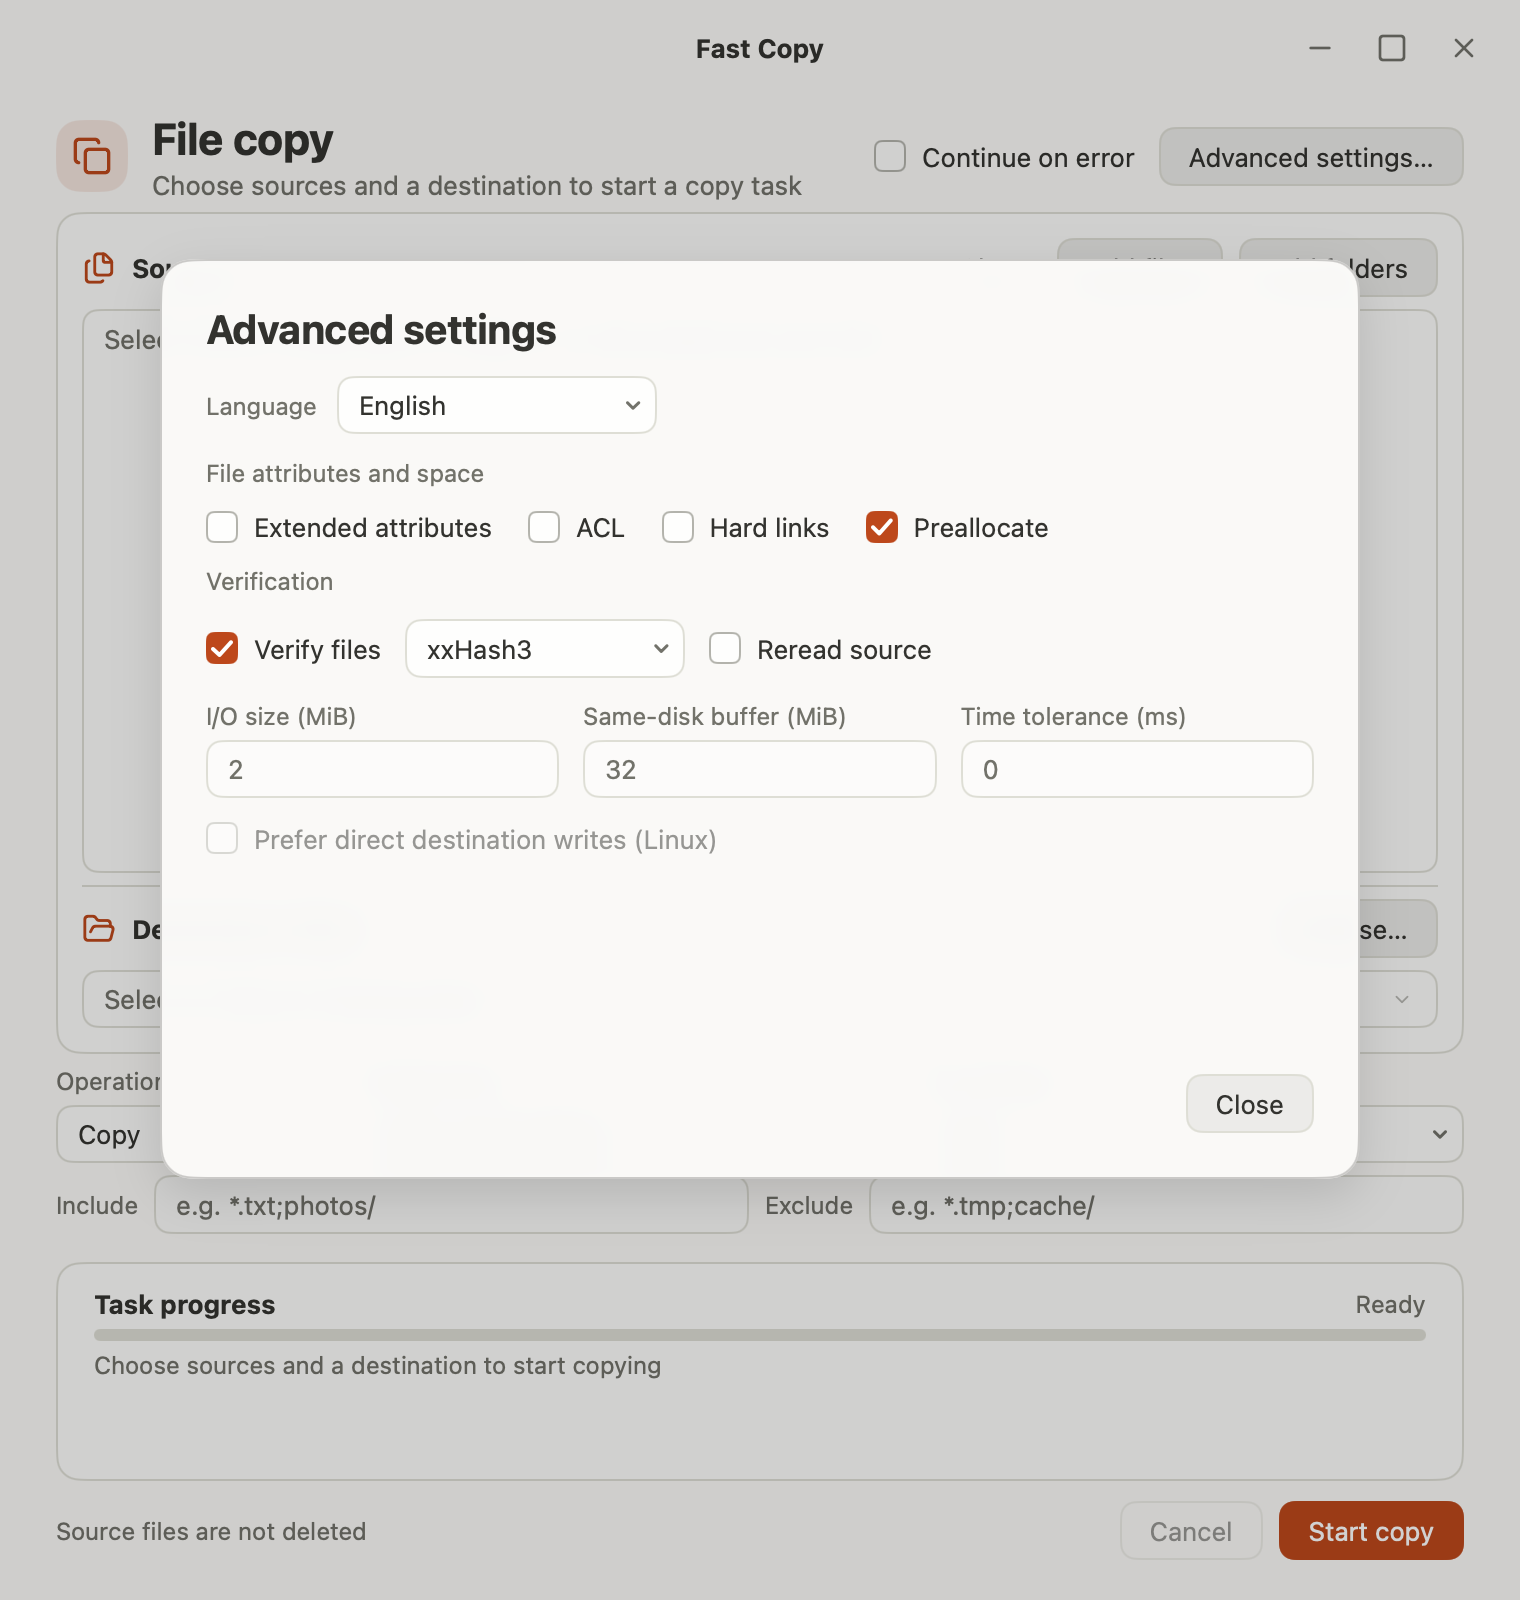 Fast Copy
File copy
Choose sources and a destination to start a copy task
Continue on error
Advanced settings...
Advanced settings
Language
English
File attributes and space
Extended attributes
ACL
Hard links
Preallocate
Verification
Verify files
xxHash3
Reread source
I/O size (MiB)
Same-disk buffer (MiB)
Time tolerance (ms)
2
32
0
Prefer direct destination writes (Linux)
Close
Copy
Include
e.g. *.txt;photos/
Exclude
e.g. *.tmp;cache/
Task progress
Ready
Choose sources and a destination to start copying
Source files are not deleted
Cancel
Start copy